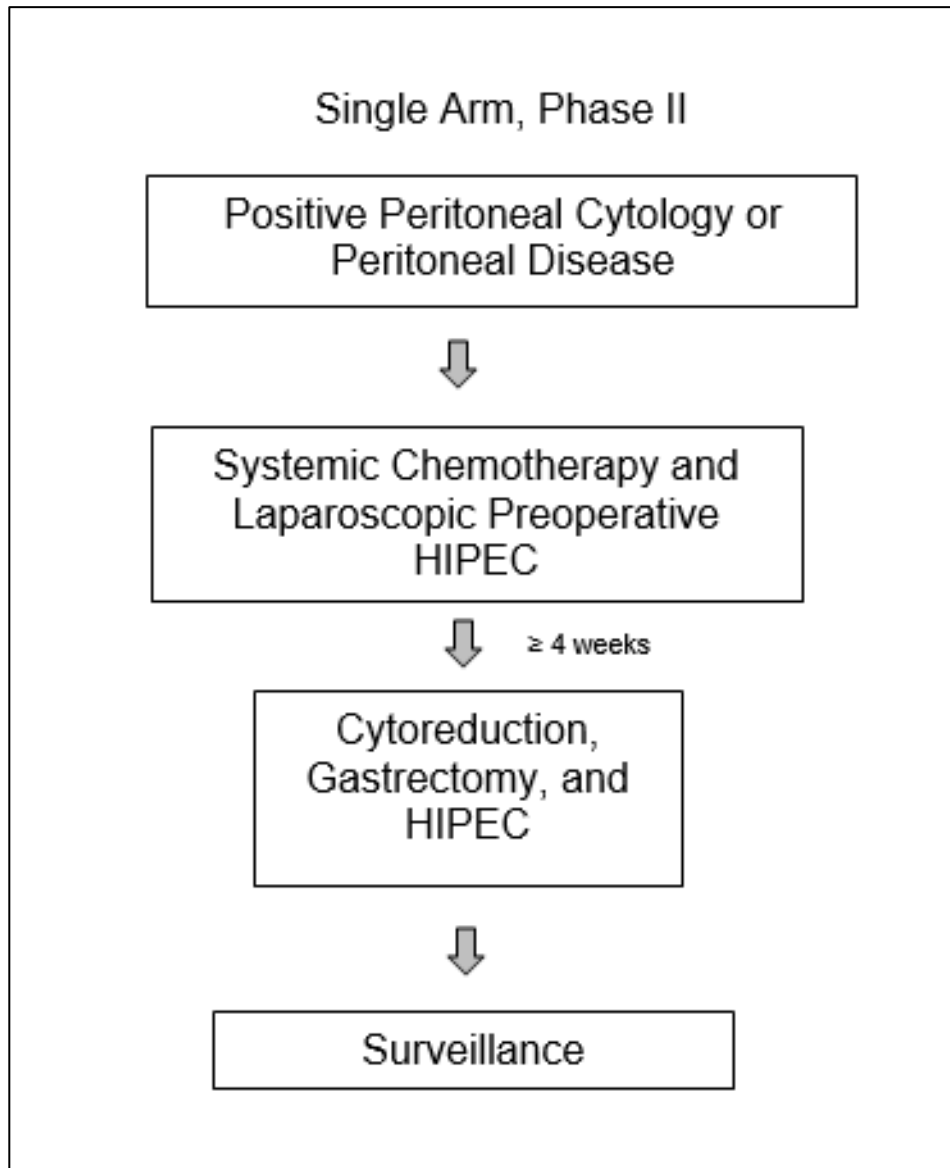 Single Arm, Phase II
Positive Peritoneal Cytology or
Peritoneal Disease
Systemic Chemotherapy and
Laparoscopic Preoperative
HIPEC
≥ 4 weeks
Cytoreduction,
Gastrectomy, and
HIPEC
Surveillance